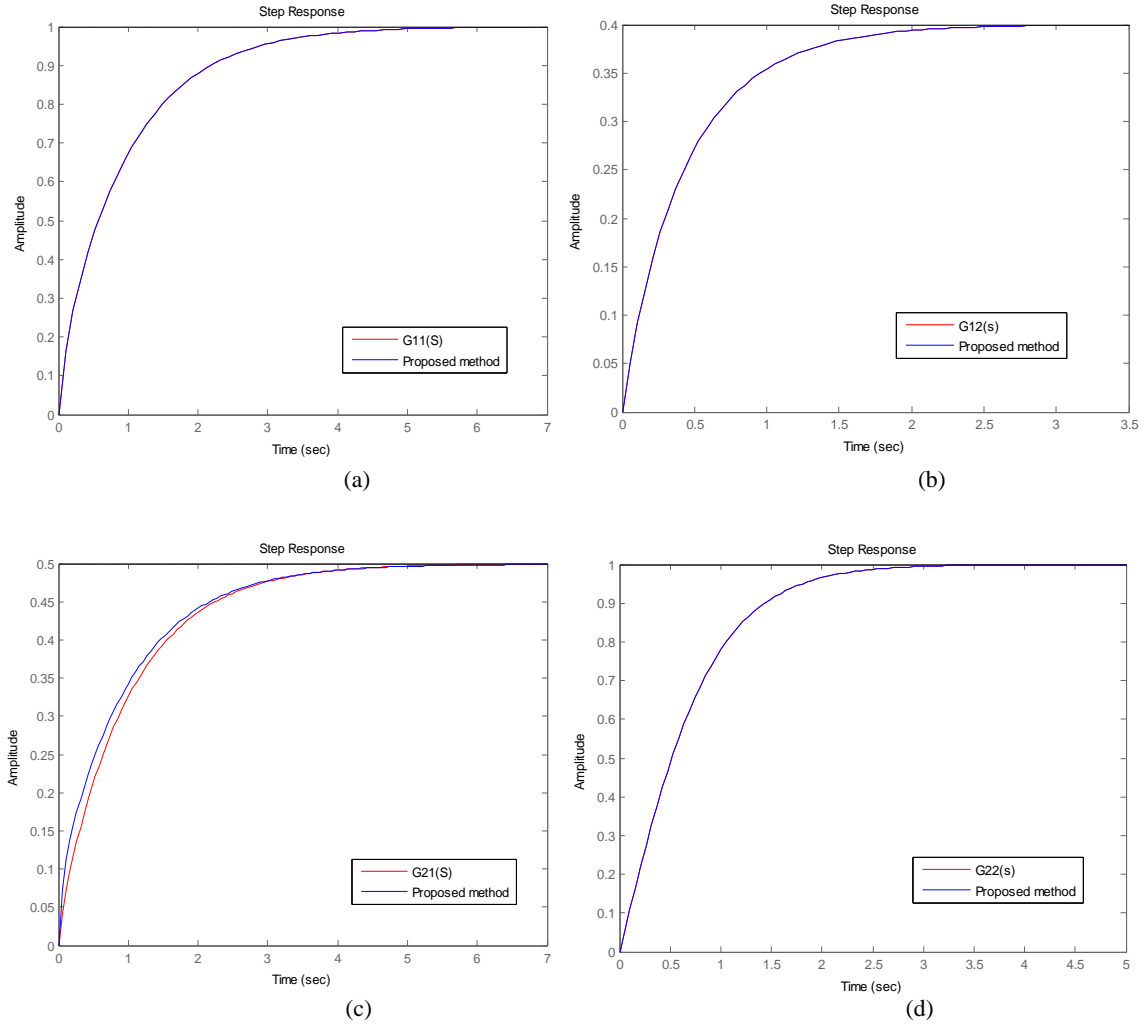 Step Response
1
0.9
0.8
0.7
0.6
0.5
0.4
0.3
0.2
0.1
0
Amplitude
G11(S)
Proposed method
0 1 2 3 4 5 6 7
Time (sec)
(a)
Step Response
0.4
0.35
0.3
0.25
0.2
0.15
0.1
0.05
0
Amplitude
G12(s)
Proposed method
0 0.5 1 1.5 2 2.5 3 3.5
Time (sec)
(b)
Step Response
0.5
0.45
0.4
0.35
0.3
0.25
0.2
0.15
0.1
0.05
0
Amplitude
G21(S)
Proposed method
0 1 2 3 4 5 6 7
Time (sec)
(c)
Step Response
1
0.9
0.8
0.7
0.6
0.5
0.4
0.3
0.2
0.1
0
Amplitude
G22(s)
Proposed method
0 0.5 1 1.5 2 2.5 3 3.5 4 4.5 5
Time (sec)
(d)